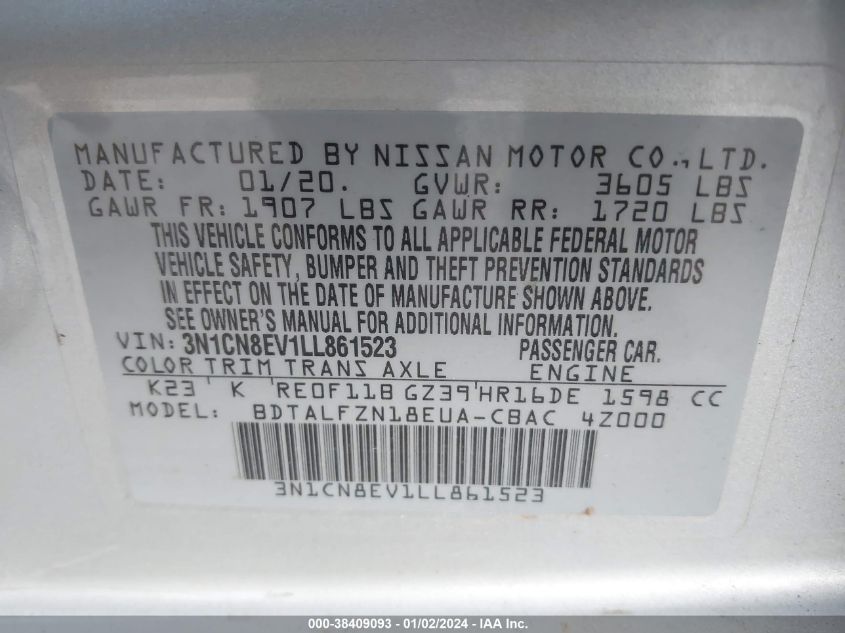 MANUFACTURED BY NISSAN MOTOR CO., LTD.
DATE: 01/20. GVWR: 3605 LBS
GAWR FR: 1907 LBS GAWR RR: 1720 LBS
THIS VEHICLE CONFORMS TO ALL APPLICABLE FEDERAL MOTOR
VEHICLE SAFETY, BUMPER AND THEFT PREVENTION STANDARDS
IN EFFECT ON THE DATE OF MANUFACTURE SHOWN ABOVE.
SEE OWNER'S MANUAL FOR ADDITIONAL INFORMATION.
VIN: 3N1CN8EV1LL861523 PASSENGER CAR.
COLOR TRIM TRANS AXLE ENGINE
K23 K RE0F11B GZ39 HR16DE 1598 CC
MODEL: BDTALFZN18EUA-CBAC 4Z000
3N1CN8EV1LL861523
000-38409093 - 01/02/2024 - IAA Inc.